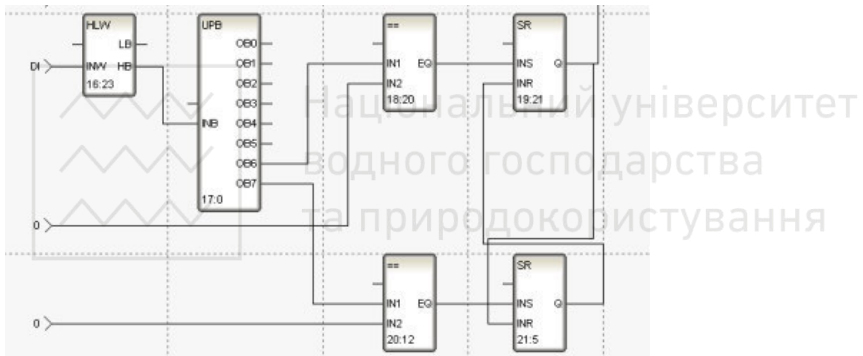 HLW
LB
DI
INW HB
16:23
UPB
OB0
OB1
OB2
OB3
INB OB4
OB5
OB6
OB7
17:0
==
IN1 EQ
IN2
18:20
SR
INS Q
INR
19:21
Національний університет
водного господарства
та природокористування
0
==
IN1 EQ
IN2
20:12
SR
INS Q
INR
21:5
0